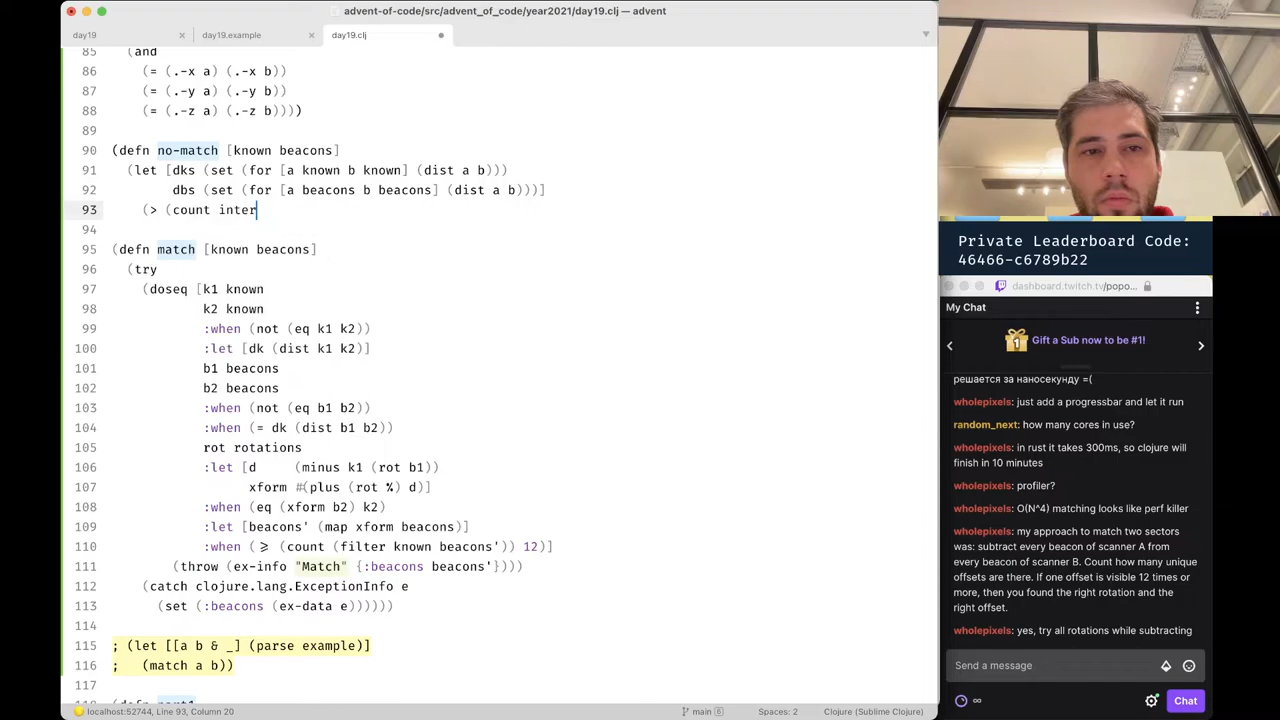 advent-of-code/src/advent_of_code/year2021/day19.clj — advent
day19 × day19.example × day19.clj
85 (and
86 (= (.-x a) (.-x b))
87 (= (.-y a) (.-y b))
88 (= (.-z a) (.-z b))))
89
90 (defn no-match [known beacons]
91 (let [dks (set (for [a known b known] (dist a b)))
92 dbs (set (for [a beacons b beacons] (dist a b)))]
93 (> (count inter
94
95 (defn match [known beacons]
96 (try
97 (doseq [k1 known
98 k2 known
99 :when (not (eq k1 k2))
100 :let [dk (dist k1 k2)]
101 b1 beacons
102 b2 beacons
103 :when (not (eq b1 b2))
104 :when (= dk (dist b1 b2))
105 rot rotations
106 :let [d (minus k1 (rot b1))
107 xform #(plus (rot %) d)]
108 :when (eq (xform b2) k2)
109 :let [beacons' (map xform beacons)]
110 :when (>= (count (filter known beacons')) 12)]
111 (throw (ex-info "Match" {:beacons beacons'})))
112 (catch clojure.lang.ExceptionInfo e
113 (set (:beacons (ex-data e))))))
114
115 ; (let [[a b & _] (parse example)]
116 ; (match a b))
117
localhost:52744, Line 93, Column 20
main 6
Spaces: 2
Clojure (Sublime Clojure)
Private Leaderboard Code:
46466-c6789b22
dashboard.twitch.tv/popo...
My Chat
1 Gift a Sub now to be #1!
решается за наносекунду =(
wholepixels: just add a progressbar and let it run
random_next: how many cores in use?
wholepixels: in rust it takes 300ms, so clojure will
finish in 10 minutes
wholepixels: profiler?
wholepixels: O(N^4) matching looks like perf killer
wholepixels: my approach to match two sectors
was: subtract every beacon of scanner A from
every beacon of scanner B. Count how many unique
offsets are there. If one offset is visible 12 times or
more, then you found the right rotation and the
right offset.
wholepixels: yes, try all rotations while subtracting
Send a message
∞
Chat